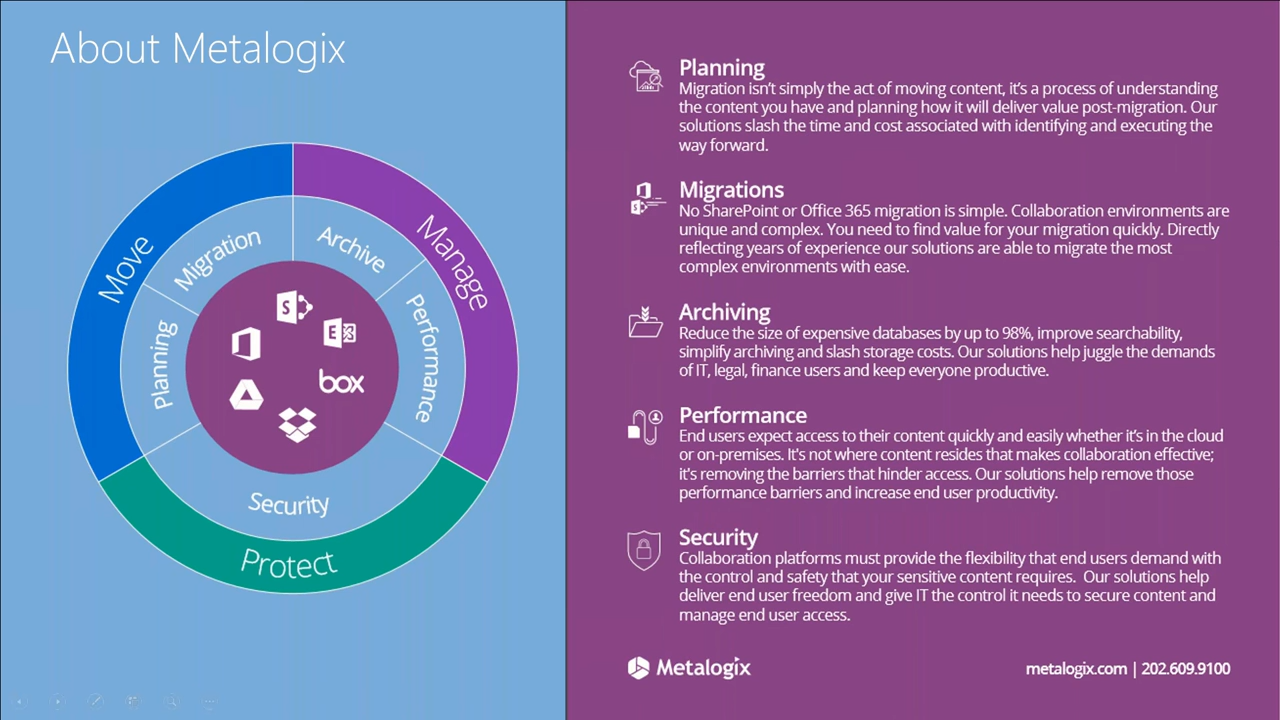 About Metalogix
Move
Manage
Migration
Archive
Planning
Performance
S
E
box
Security
Protect
Planning
Migration isn't simply the act of moving content, it's a process of understanding
the content you have and planning how it will deliver value post-migration. Our
solutions slash the time and cost associated with identifying and executing the
way forward.
Migrations
No SharePoint or Office 365 migration is simple. Collaboration environments are
unique and complex. You need to find value for your migration quickly. Directly
reflecting years of experience our solutions are able to migrate the most
complex environments with ease.
Archiving
Reduce the size of expensive databases by up to 98%, improve searchability,
simplify archiving and slash storage costs. Our solutions help juggle the demands
of IT, legal, finance users and keep everyone productive.
Performance
End users expect access to their content quickly and easily whether it's in the cloud
or on-premises. It's not where content resides that makes collaboration effective;
it's removing the barriers that hinder access. Our solutions help remove those
performance barriers and increase end user productivity.
Security
Collaboration platforms must provide the flexibility that end users demand with
the control and safety that your sensitive content requires.  Our solutions help
deliver end user freedom and give IT the control it needs to secure content and
manage end user access.
Metalogix
metalogix.com | 202.609.9100